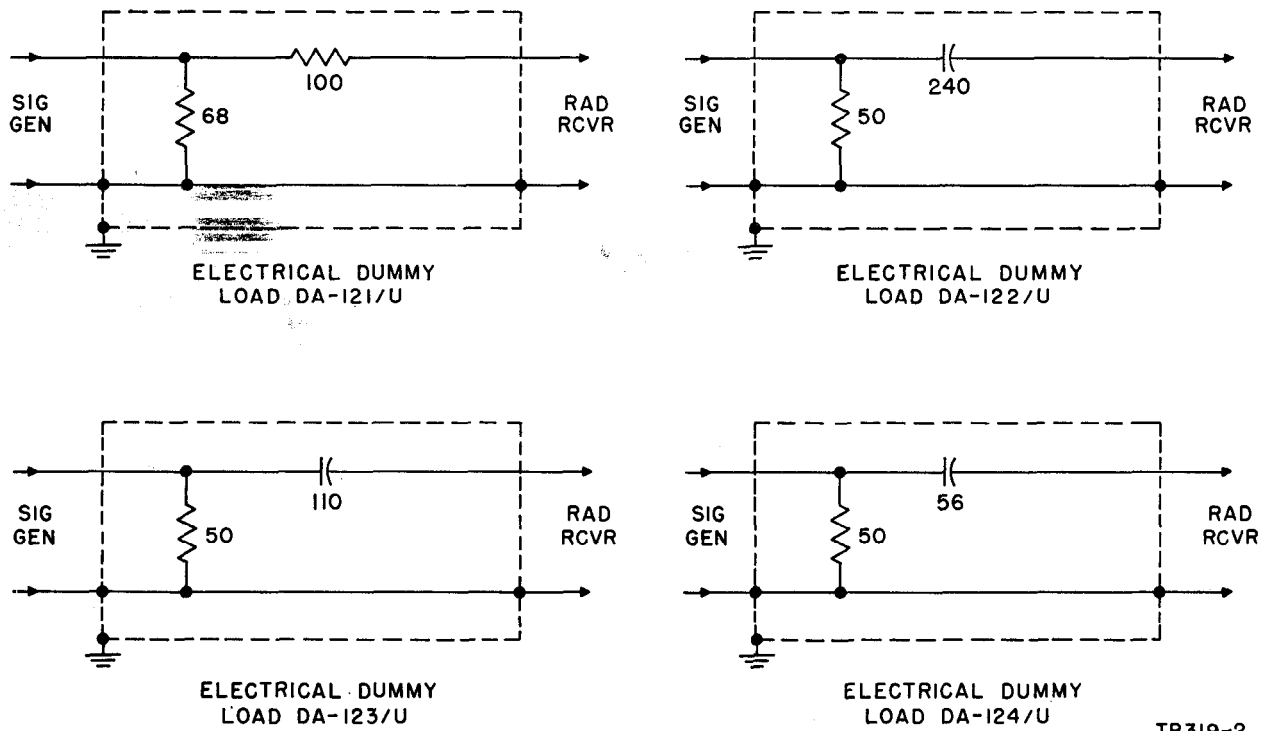 100
68
SIG
GEN
RAD
RCVR
ELECTRICAL DUMMY
LOAD DA-121/U
240
50
SIG
GEN
RAD
RCVR
ELECTRICAL DUMMY
LOAD DA-122/U
110
50
SIG
GEN
RAD
RCVR
ELECTRICAL DUMMY
LOAD DA-123/U
56
50
SIG
GEN
RAD
RCVR
ELECTRICAL DUMMY
LOAD DA-124/U